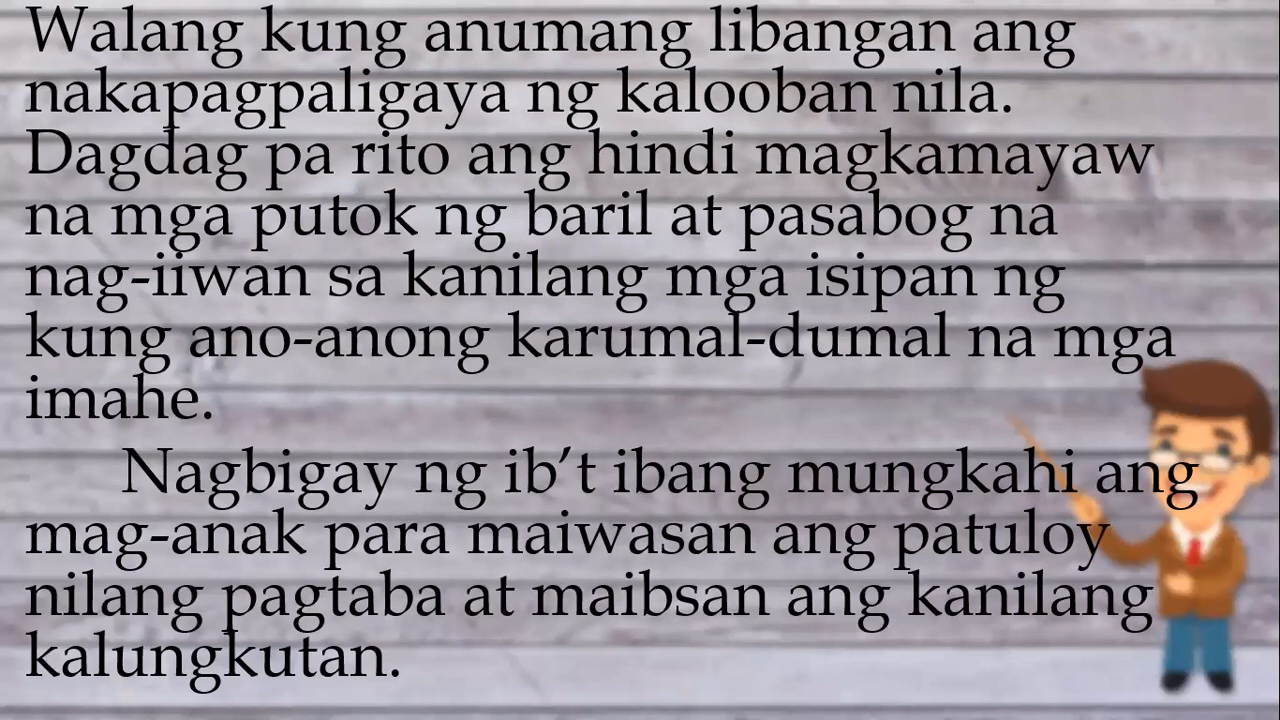 Walang kung anumang libangan ang
nakapagpaligaya ng kalooban nila.
Dagdag pa rito ang hindi magkamayaw
na mga putok ng baril at pasabog na
nag-iiwan sa kanilang mga isipan ng
kung ano-anong karumal-dumal na mga
imahe.
Nagbigay ng ib’t ibang mungkahi ang
mag-anak para maiwasan ang patuloy
nilang pagtaba at maibsan ang kanilang
kalungkutan.